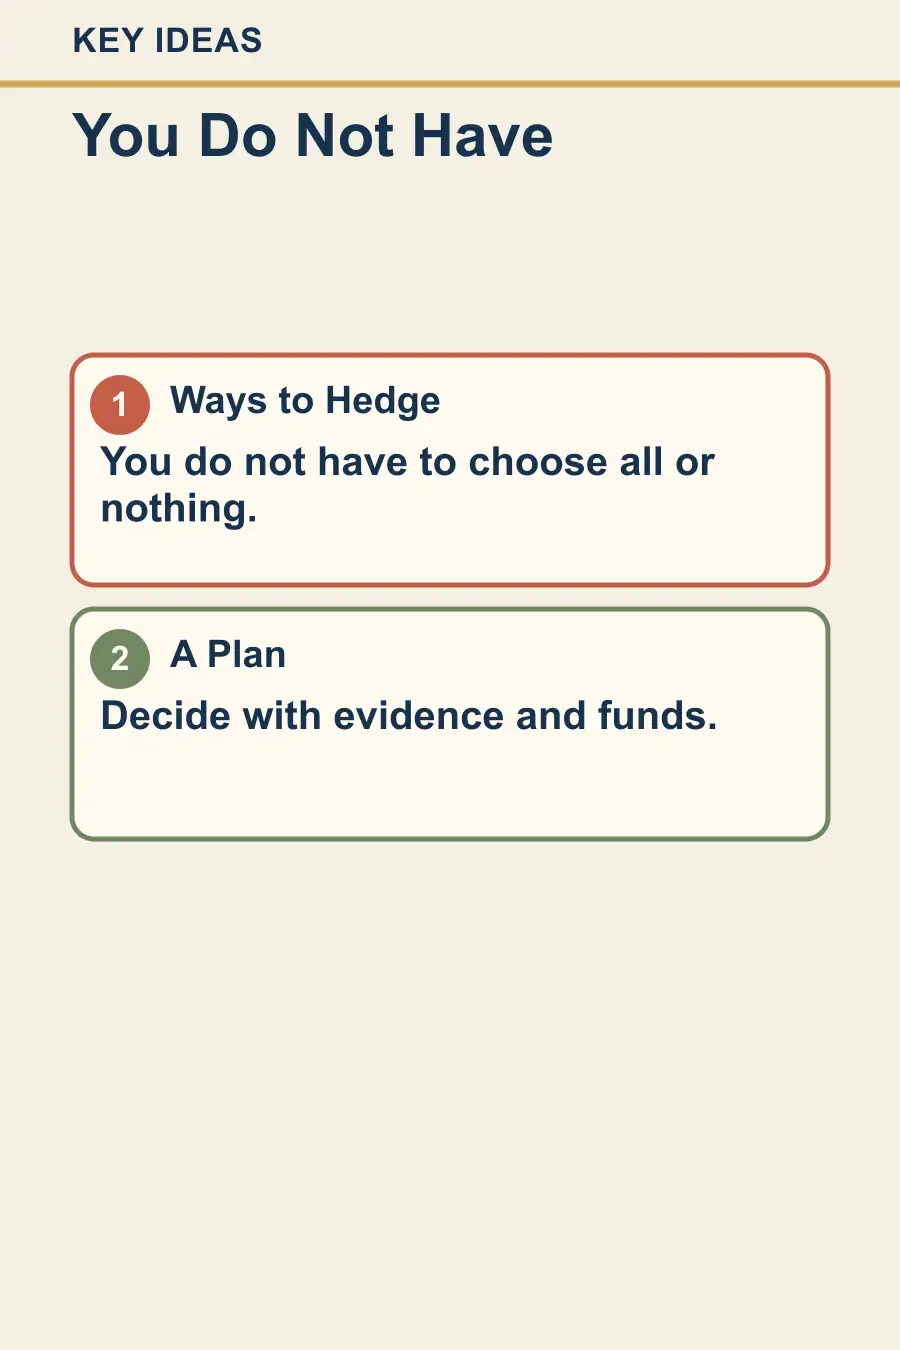 KEY IDEAS
You Do Not Have
1 Ways to Hedge
You do not have to choose all or
nothing.
2 A Plan
Decide with evidence and funds.